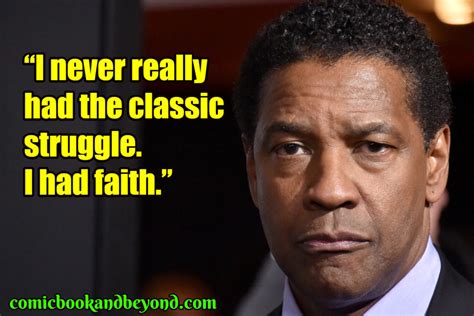 “I never really
had the classic
struggle.
I had faith.”
comicbookandbeyond.com